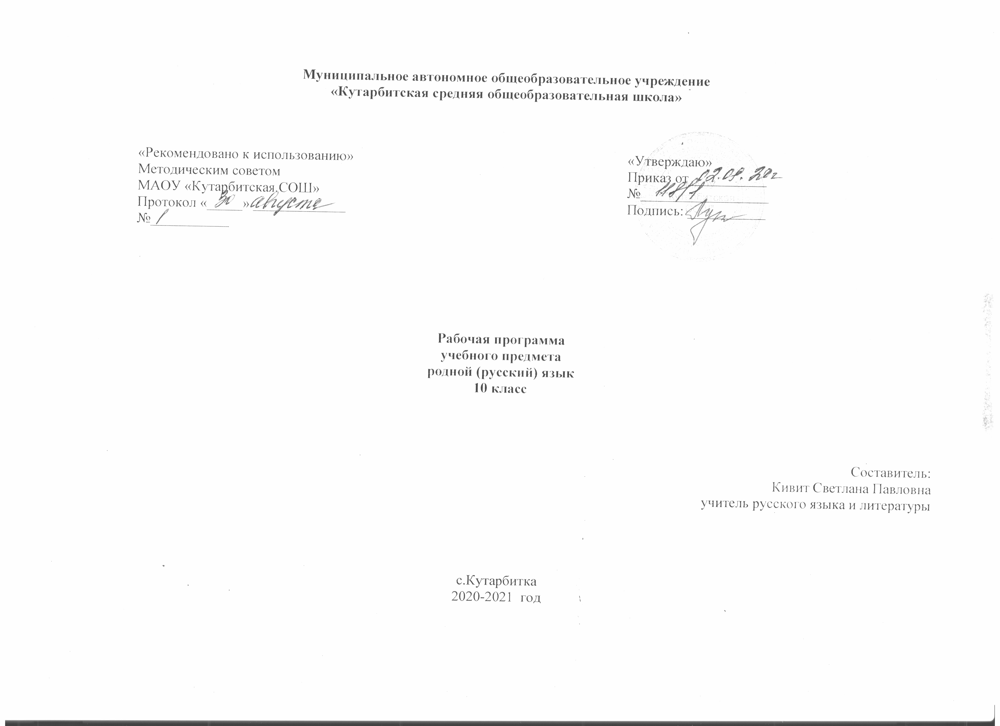 Муниципальное автономное общеобразовательное учреждение
«Кутарбитская средняя общеобразовательная школа»
«Рекомендовано к использованию»
Методическим советом
МАОУ «Кутарбитская СОШ»
Протокол « 30 » августа
№ 1
«Утверждаю»
Приказ от 02.09.20г
№ 118/1
Подпись:
Рабочая программа
учебного предмета
родной (русский) язык
10 класс
Составитель:
Кивит Светлана Павловна
учитель русского языка и литературы
с.Кутарбитка
2020-2021 год